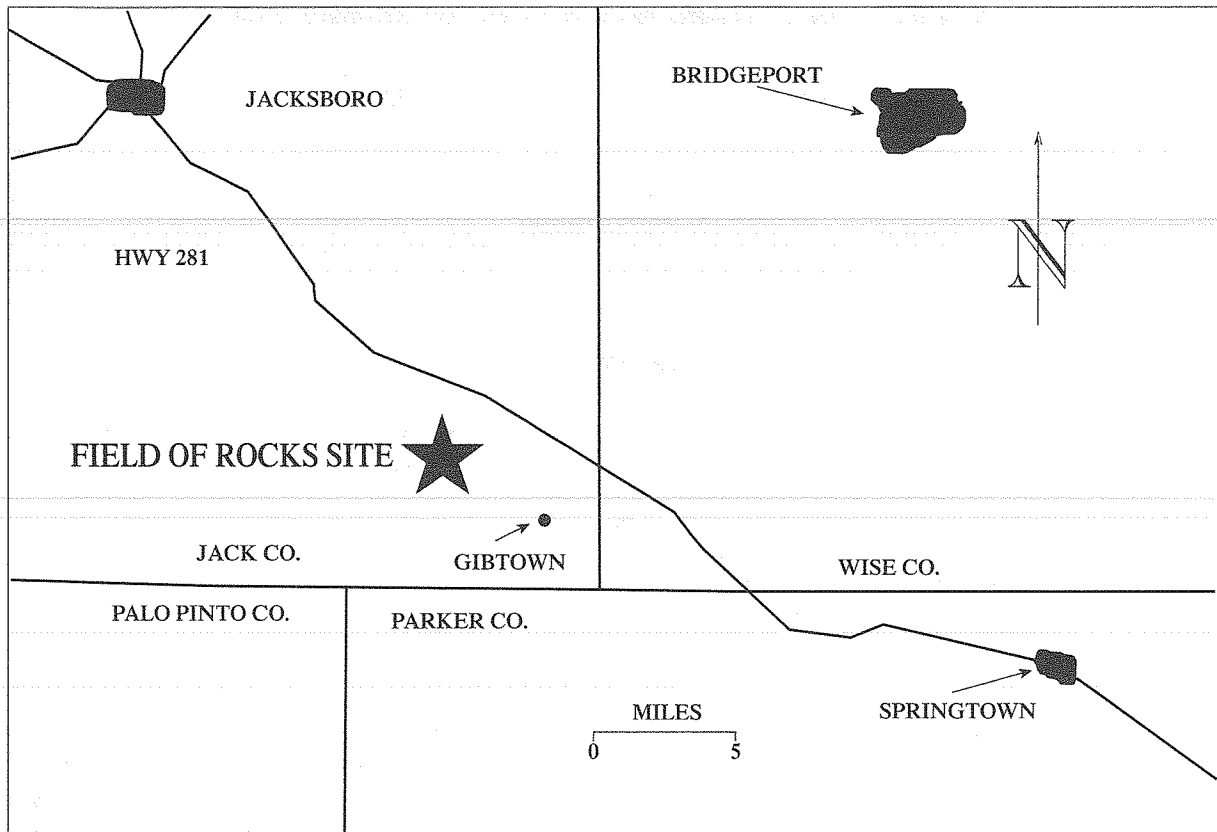 BRIDGEPORT
JACKSBORO
N
HWY 281
FIELD OF ROCKS SITE
GIBTOWN
JACK CO.
WISE CO.
PALO PINTO CO.
PARKER CO.
SPRINGTOWN
MILES
0 5